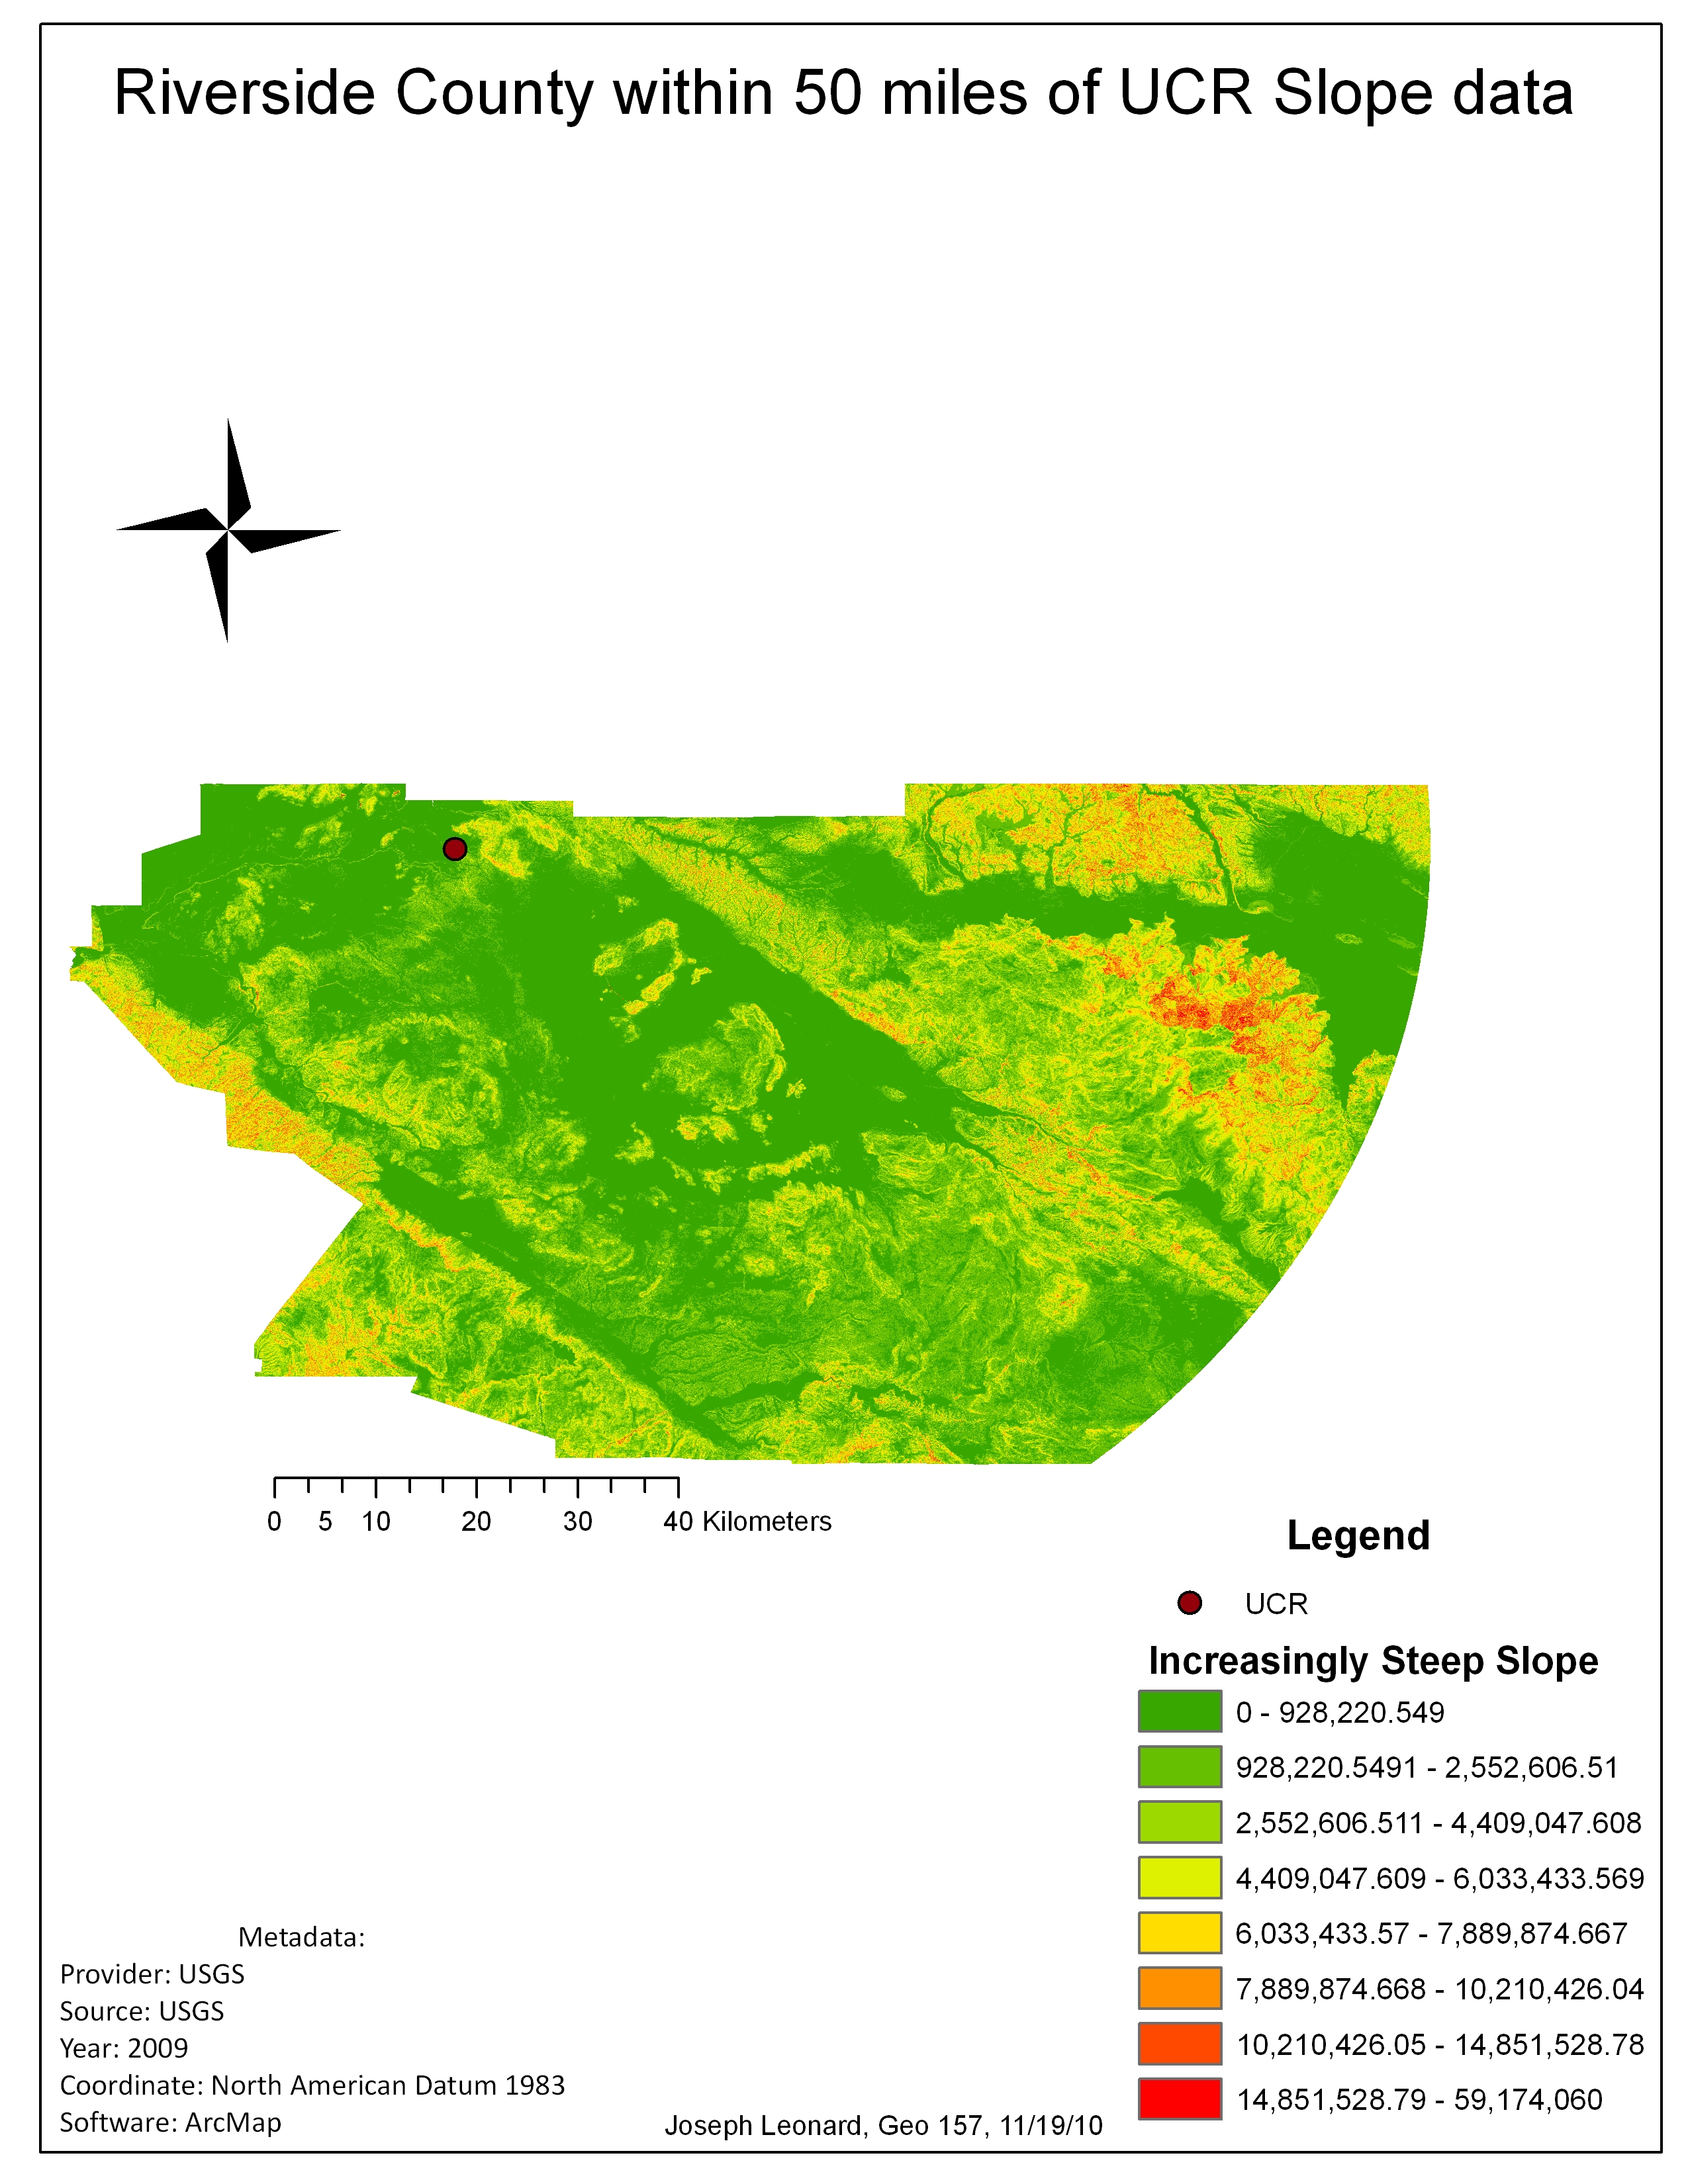 Riverside County within 50 miles of UCR Slope data
0 5 10 20 30 40 Kilometers
Legend
UCR
Increasingly Steep Slope
0 - 928,220.549
928,220.5491 - 2,552,606.51
2,552,606.511 - 4,409,047.608
4,409,047.609 - 6,033,433.569
6,033,433.57 - 7,889,874.667
7,889,874.668 - 10,210,426.04
10,210,426.05 - 14,851,528.78
14,851,528.79 - 59,174,060
Metadata:
Provider: USGS
Source: USGS
Year: 2009
Coordinate: North American Datum 1983
Software: ArcMap
Joseph Leonard, Geo 157, 11/19/10